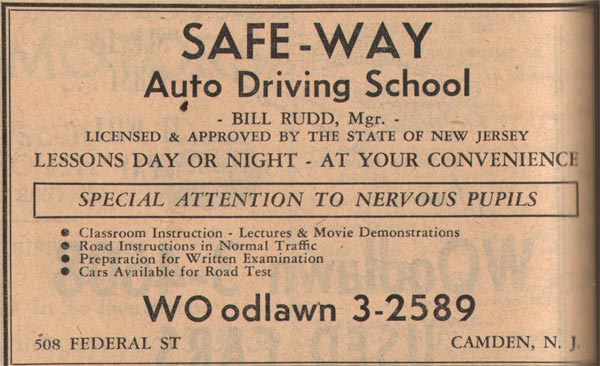 SAFE-WAY
Auto Driving School
- BILL RUDD, Mgr. -
LICENSED & APPROVED BY THE STATE OF NEW JERSEY
LESSONS DAY OR NIGHT - AT YOUR CONVENIENCE
SPECIAL ATTENTION TO NERVOUS PUPILS
● Classroom Instruction - Lectures & Movie Demonstrations
● Road Instructions in Normal Traffic
● Preparation for Written Examination
● Cars Available for Road Test
WO odlawn 3-2589
508 FEDERAL ST CAMDEN, N. J.